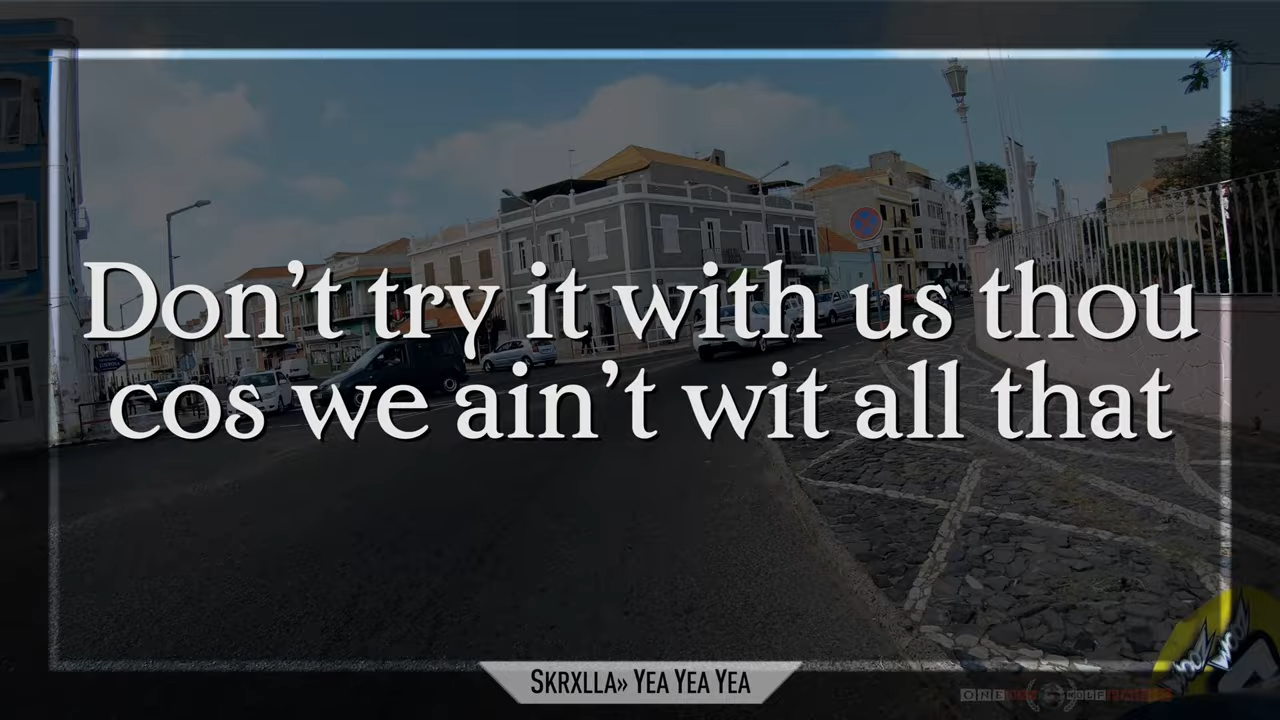 Don't try it with us thou
cos we ain't wit all that
Skrxlla» Yea Yea Yea